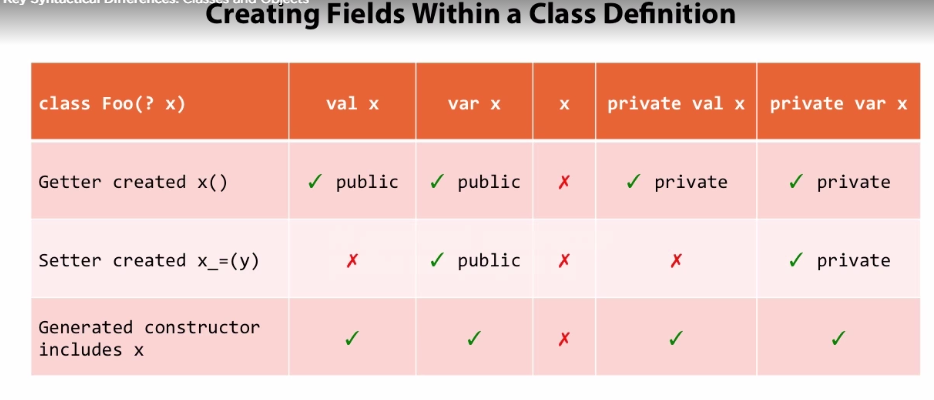 Key Syntactical Differences: Classes and Objects
Creating Fields Within a Class Definition
class Foo(? x) val x var x x private val x private var x
Getter created x() ✓ public ✓ public ✗ ✓ private ✓ private
Setter created x_=(y) ✗ ✓ public ✗ ✗ ✓ private
Generated constructor
includes x ✓ ✓ ✗ ✓ ✓